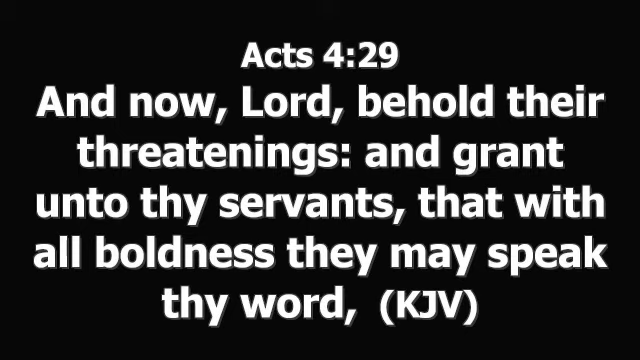 Acts 4:29
And now, Lord, behold their
threatenings: and grant
unto thy servants, that with
all boldness they may speak
thy word, (KJV)